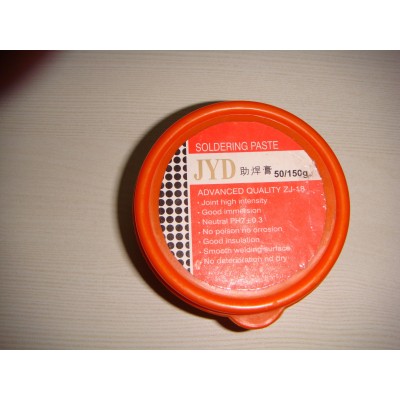 SOLDERING PASTE
JYD 助焊膏 50/150g
ADVANCED QUALITY ZJ-18
· Joint high intensity
· Good immersion
· Neutral PH7±0.3
· No poison no orrosion
· Good insulation
· Smooth welding surface
· No deterioration no dry